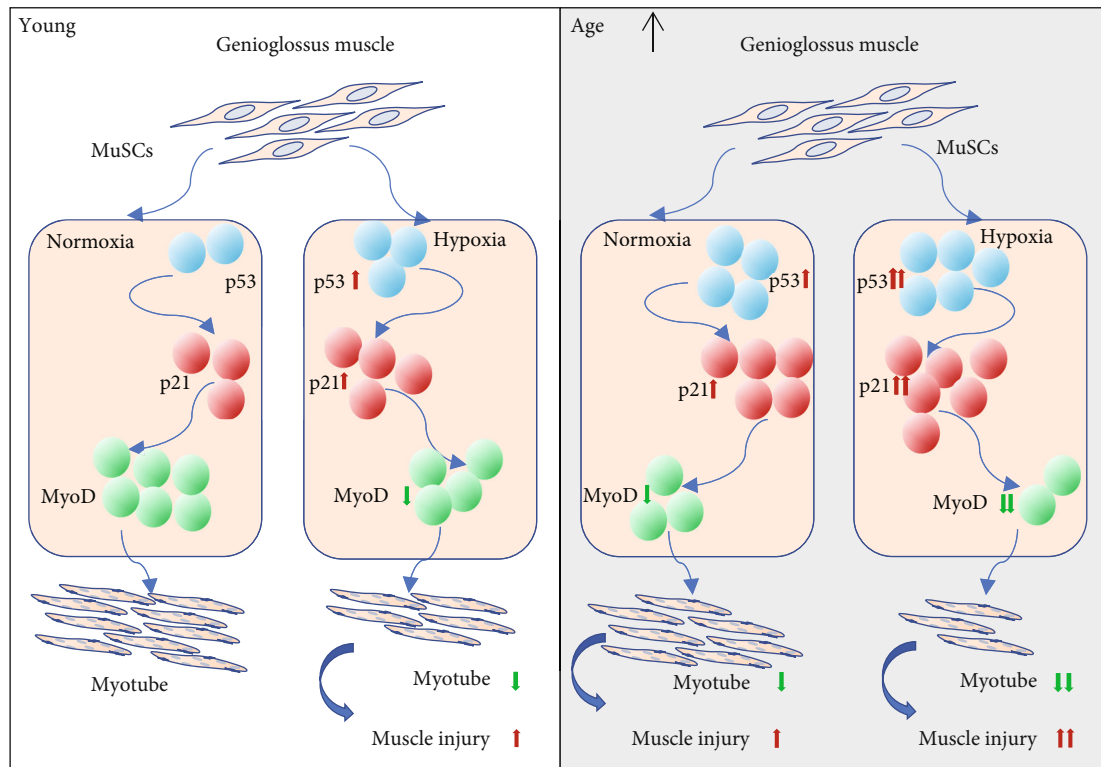 Young
Genioglossus muscle
MuSCs
Normoxia
p53
p21
MyoD
Myotube
Hypoxia
p53
p21
MyoD
Myotube
Muscle injury
Age
Genioglossus muscle
MuSCs
Normoxia
p53
p21
MyoD
Myotube
Muscle injury
Hypoxia
p53
p21
MyoD
Myotube
Muscle injury